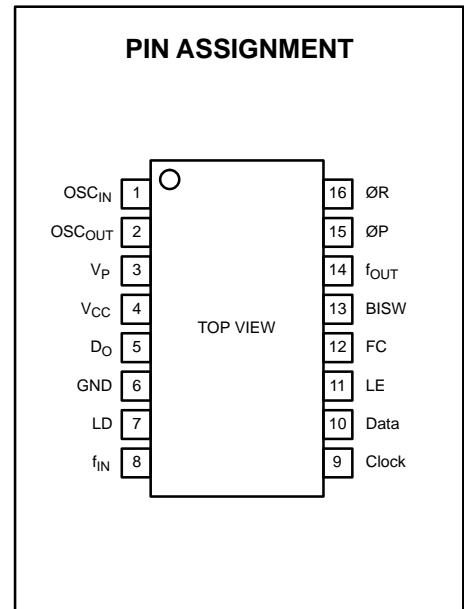 PIN ASSIGNMENT
OSCIN 1 16 ØR
OSCOUT 2 15 ØP
VP 3 14 fOUT
VCC 4 13 BISW
TOP VIEW
DO 5 12 FC
GND 6 11 LE
LD 7 10 Data
fIN 8 9 Clock